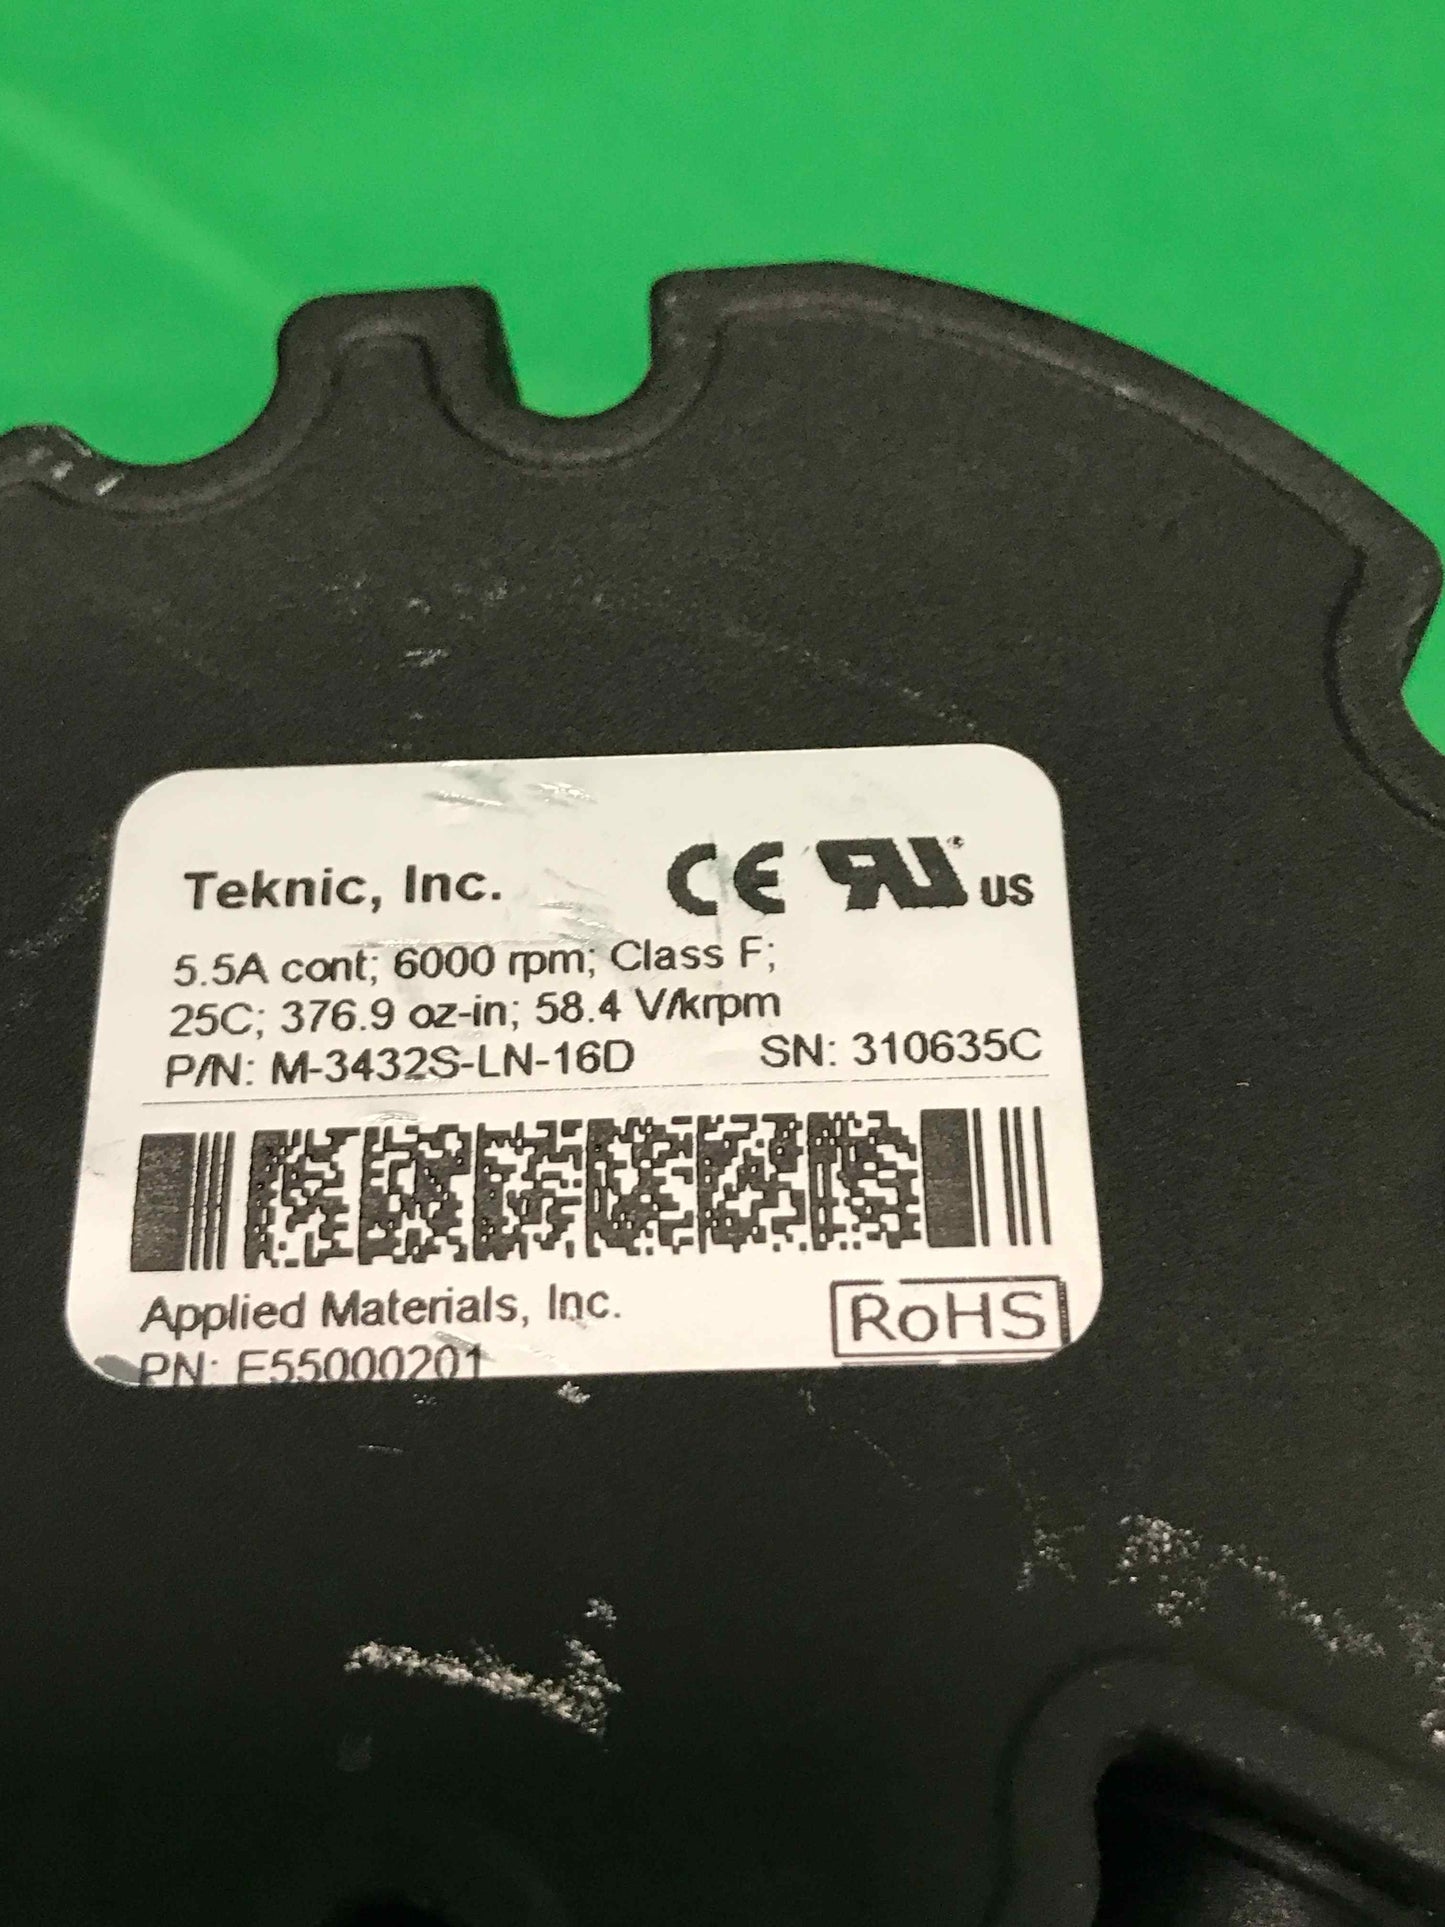 Teknic, Inc.
CE RU® US
5.5A cont; 6000 rpm; Class F;
25C; 376.9 oz-in; 58.4 V/krpm
P/N: M-3432S-LN-16D SN: 310635C
Applied Materials, Inc.
RoHS
PN: E55000201